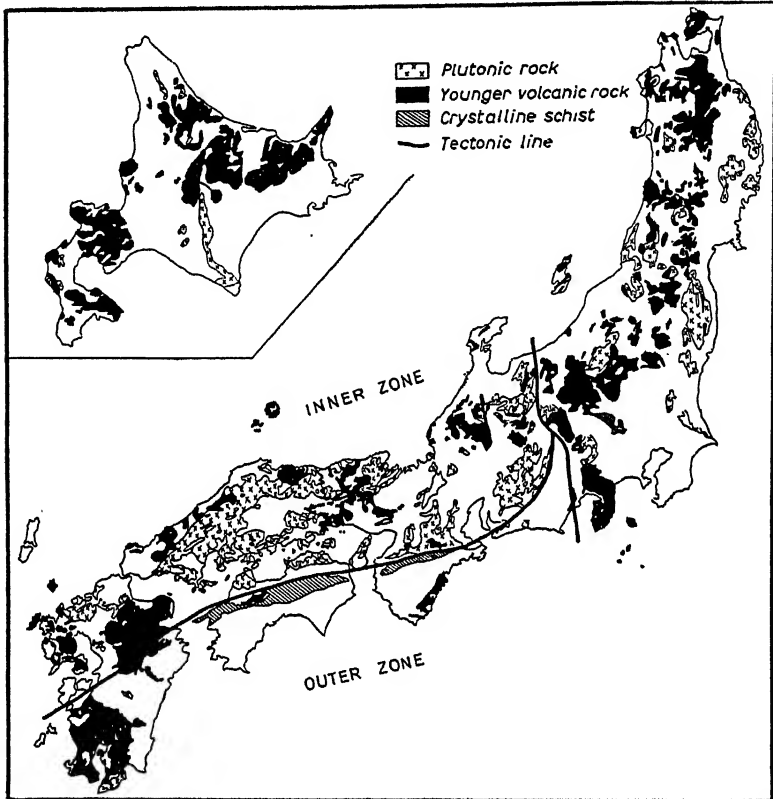 Plutonic rock
Younger volcanic rock
Crystalline schist
Tectonic line
INNER ZONE
OUTER ZONE